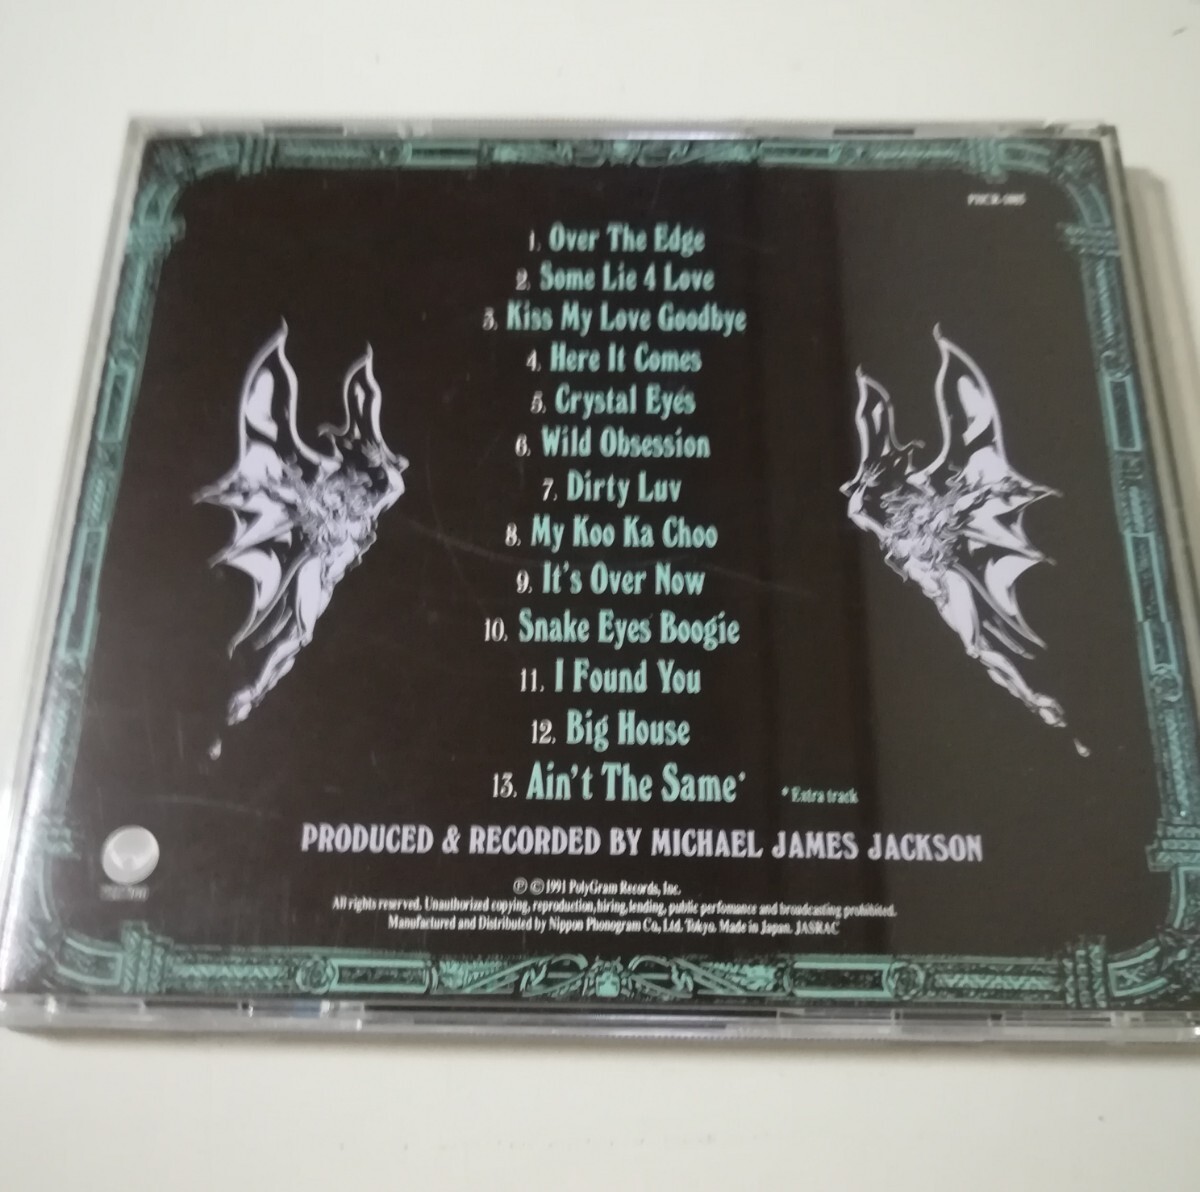 1. Over The Edge
2. Some Lie 4 Love
3. Kiss My Love Goodbye
4. Here It Comes
5. Crystal Eyes
6. Wild Obsession
7. Dirty Luv
8. My Koo Ka Choo
9. It's Over Now
10. Snake Eyes Boogie
11. I Found You
12. Big House
13. Ain't The Same*
* Extra track
PRODUCED & RECORDED BY MICHAEL JAMES JACKSON
Ⓟ © 1991 PolyGram Records, Inc.
All rights reserved. Unauthorized copying, reproduction, hiring, lending, public perfomance and broadcasting prohibited.
Manufactured and Distributed by Nippon Phonogram Co., Ltd. Tokyo. Made in Japan. JASRAC